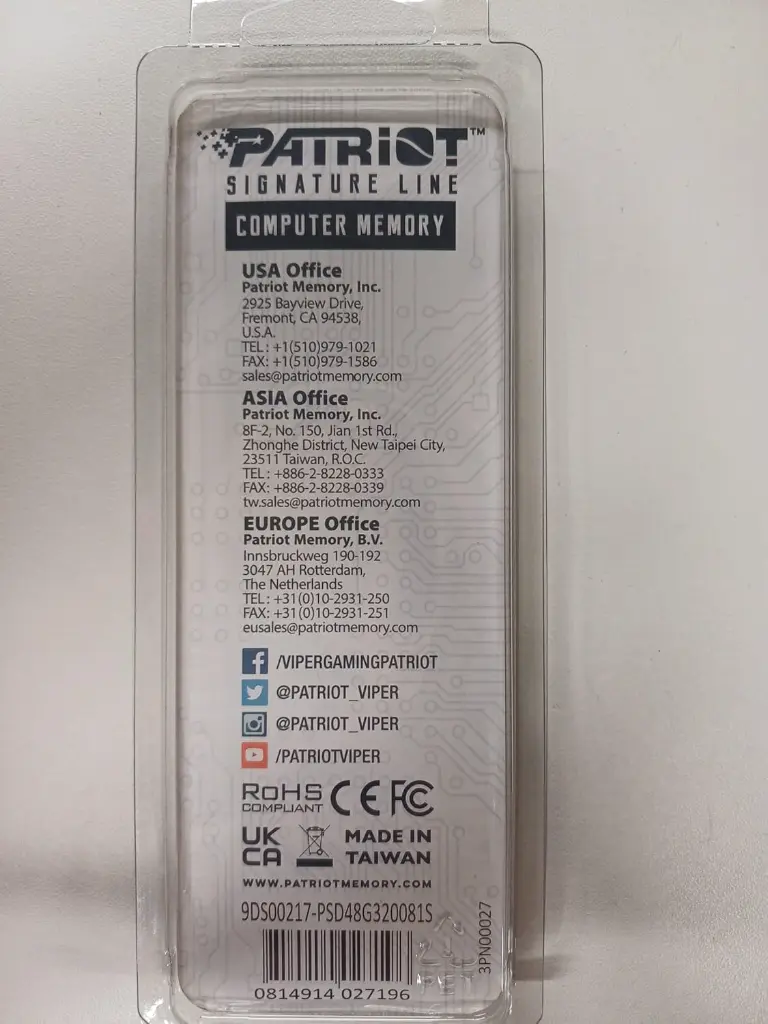 PATRiOT™
SIGNATURE LINE
COMPUTER MEMORY
USA Office
Patriot Memory, Inc.
2925 Bayview Drive,
Fremont, CA 94538,
U.S.A.
TEL : +1(510)979-1021
FAX: +1(510)979-1586
sales@patriotmemory.com
ASIA Office
Patriot Memory, Inc.
8F-2, No. 150, Jian 1st Rd.,
Zhonghe District, New Taipei City,
23511 Taiwan, R.O.C.
TEL : +886-2-8228-0333
FAX: +886-2-8228-0339
tw.sales@patriotmemory.com
EUROPE Office
Patriot Memory, B.V.
Innsbruckweg 190-192
3047 AH Rotterdam,
The Netherlands
TEL: +31(0)10-2931-250
FAX: +31(0)10-2931-251
eusales@patriotmemory.com
/VIPERGAMINGPATRIOT
@PATRIOT_VIPER
@PATRIOT_VIPER
/PATRIOTVIPER
RoHS
COMPLIANT
CE FC
UK
CA
MADE IN
TAIWAN
WWW.PATRIOTMEMORY.COM
9DS00217-PSD48G320081S
3PN00027
0814914 027196